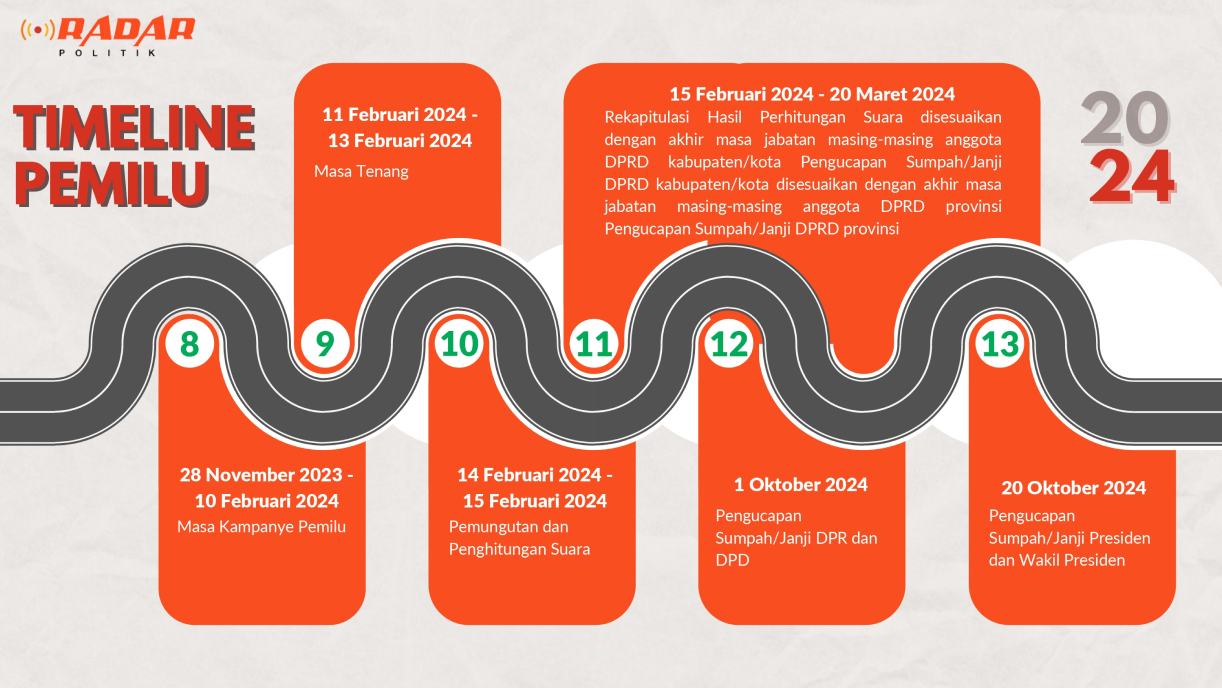 RADAR
POLITIK
TIMELINE
PEMILU
2024
8
28 November 2023 -
10 Februari 2024
Masa Kampanye Pemilu
9
11 Februari 2024 -
13 Februari 2024
Masa Tenang
10
14 Februari 2024 -
15 Februari 2024
Pemungutan dan
Penghitungan Suara
11
15 Februari 2024 - 20 Maret 2024
Rekapitulasi Hasil Perhitungan Suara disesuaikan
dengan akhir masa jabatan masing-masing anggota
DPRD kabupaten/kota Pengucapan Sumpah/Janji
DPRD kabupaten/kota disesuaikan dengan akhir masa
jabatan masing-masing anggota DPRD provinsi
Pengucapan Sumpah/Janji DPRD provinsi
12
1 Oktober 2024
Pengucapan
Sumpah/Janji DPR dan
DPD
13
20 Oktober 2024
Pengucapan
Sumpah/Janji Presiden
dan Wakil Presiden